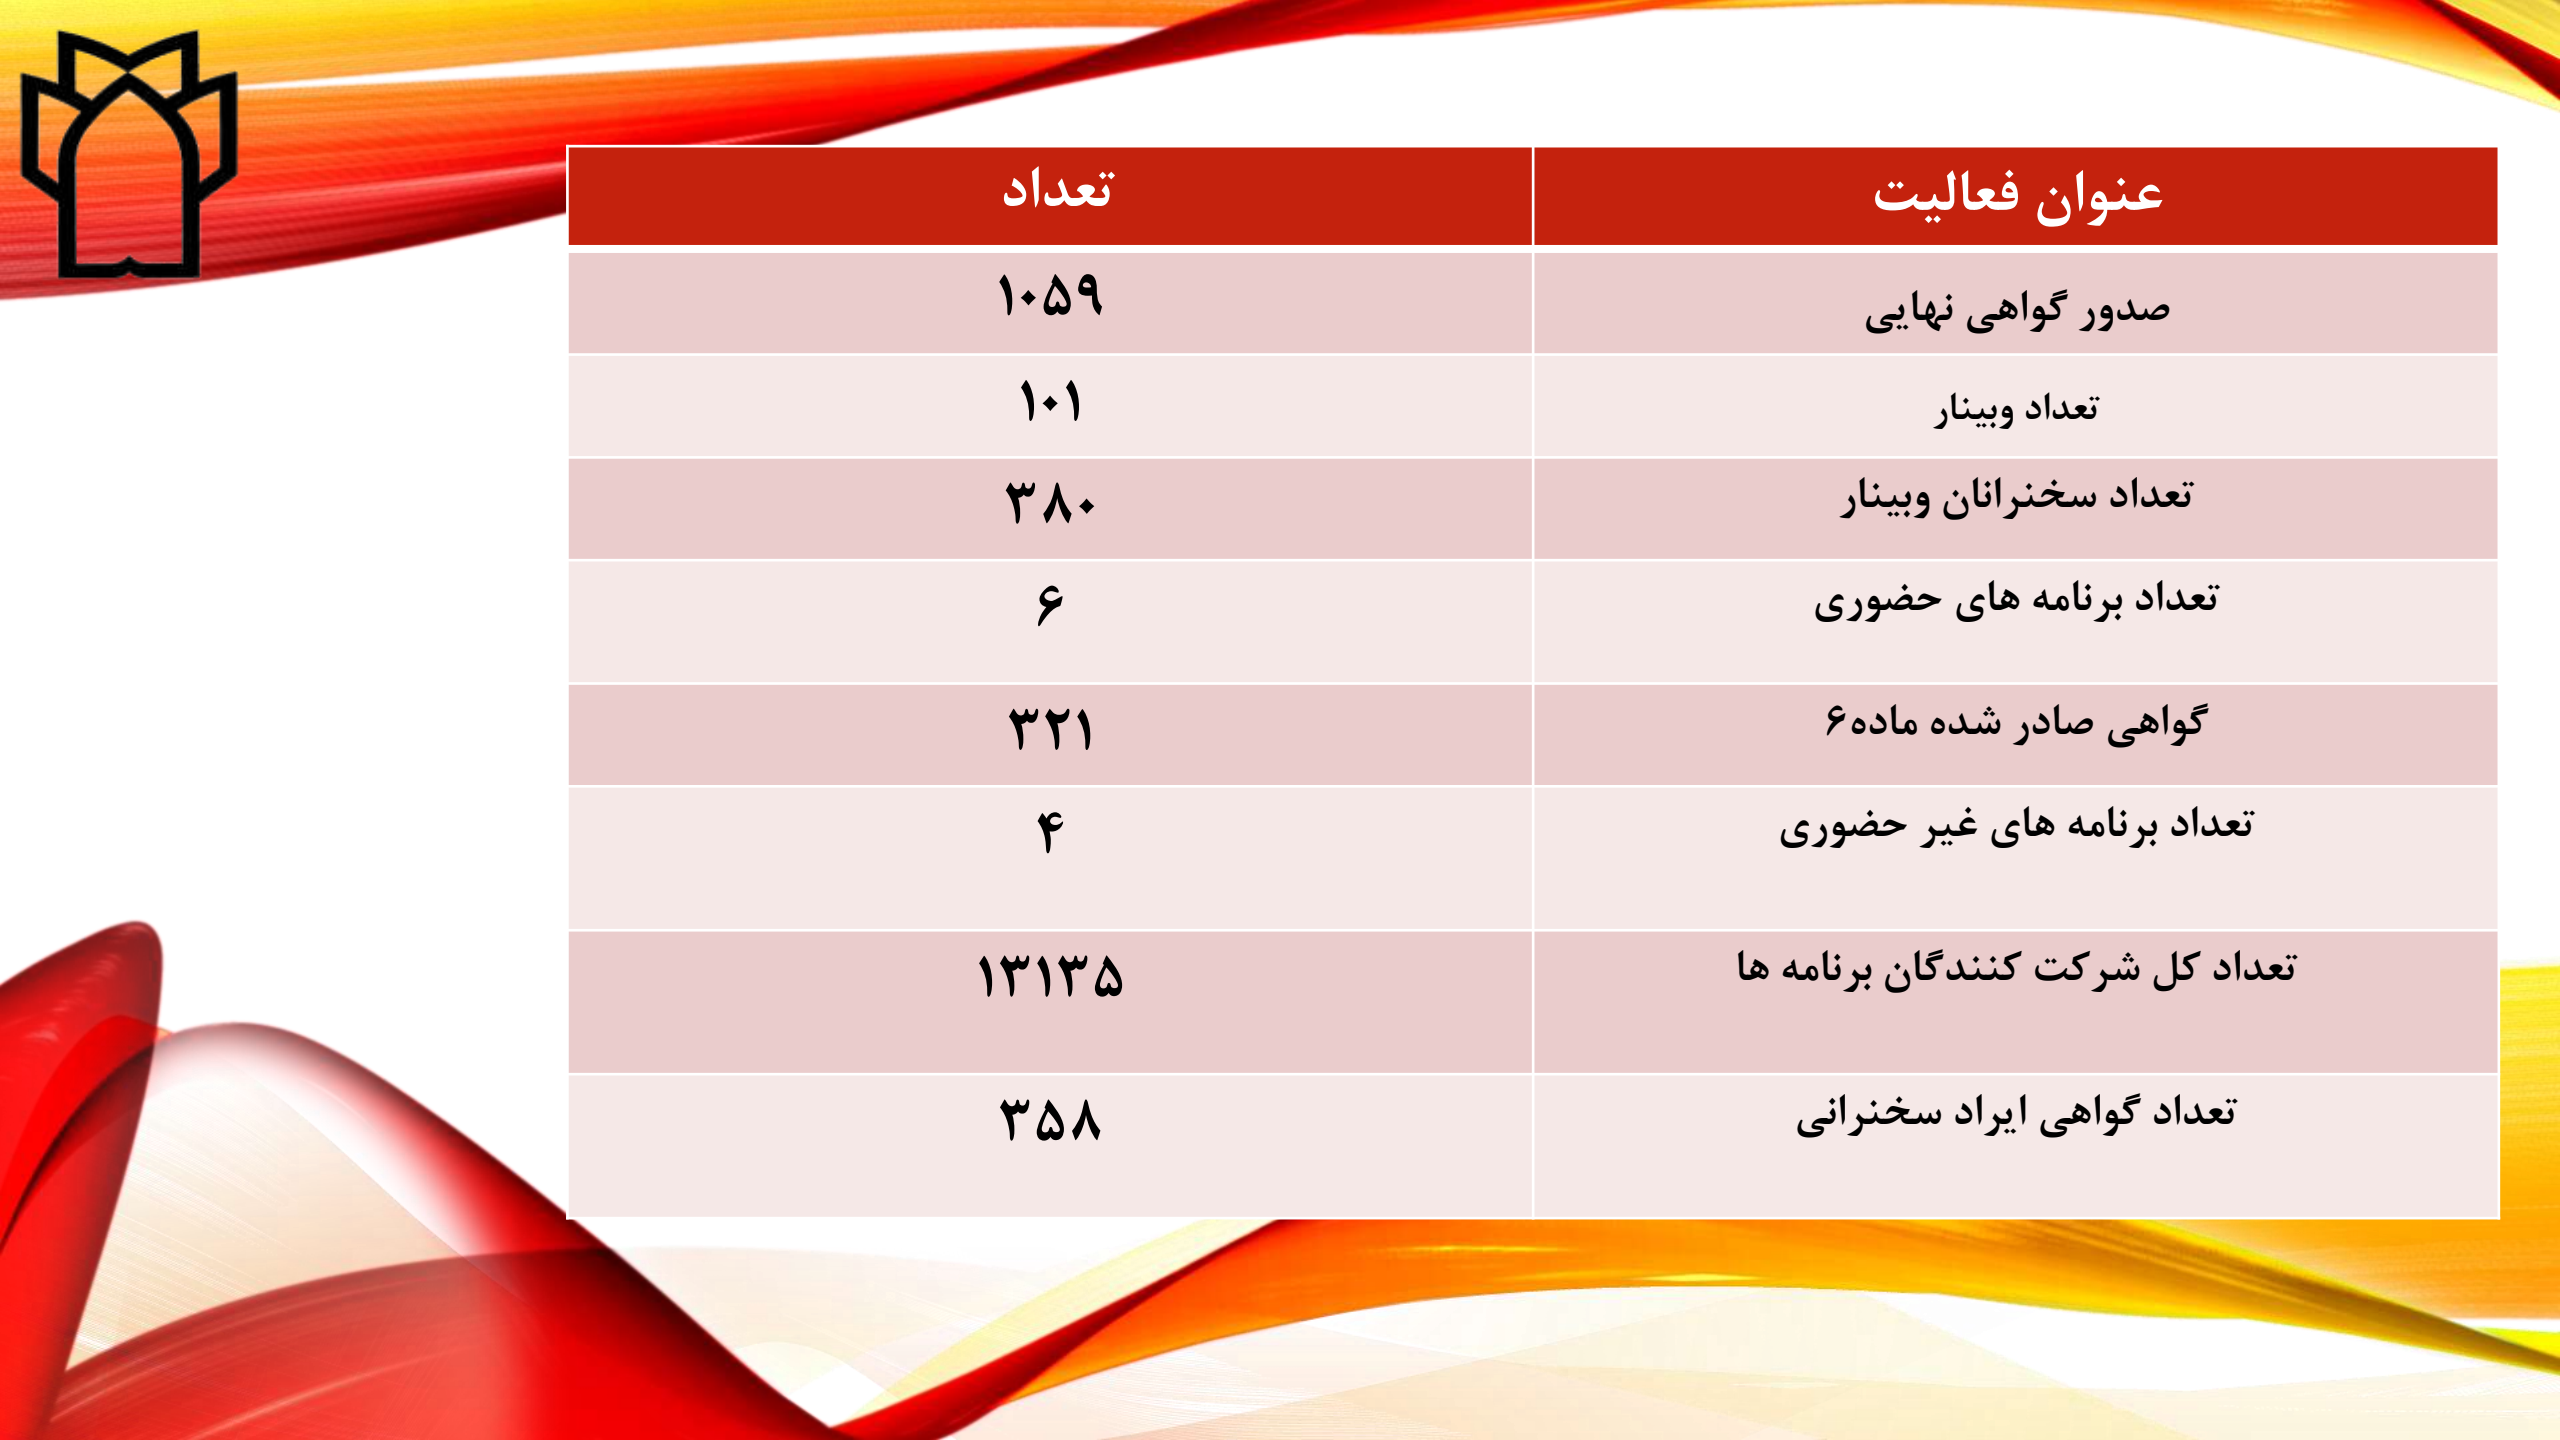 عنوان فعالیت تعداد
صدور گواهی نهایی ۱۰۵۹
تعداد وبینار ۱۰۱
تعداد سخنرانان وبینار ۳۸۰
تعداد برنامه های حضوری ۶
گواهی صادر شده ماده۶ ۳۲۱
تعداد برنامه های غیر حضوری ۴
تعداد کل شرکت کنندگان برنامه ها ۱۳۱۳۵
تعداد گواهی ایراد سخنرانی ۳۵۸